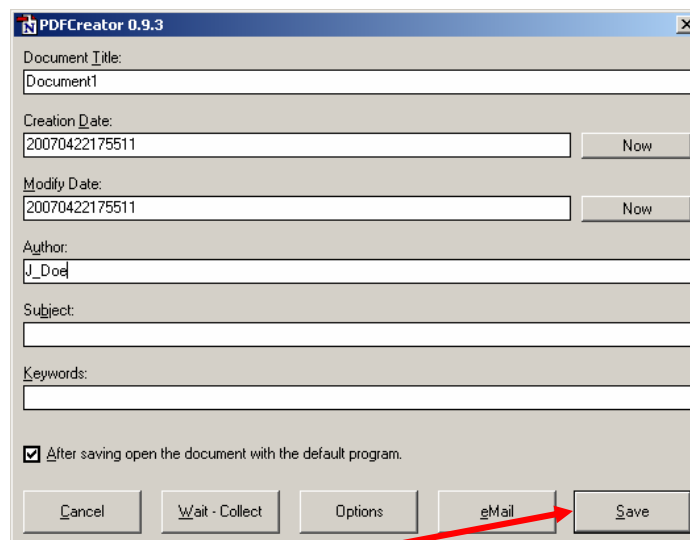 PDFCreator 0.9.3
Document Title:
Document1
Creation Date:
20070422175511
Now
Modify Date:
20070422175511
Now
Author:
J_Doe
Subject:
Keywords:
After saving open the document with the default program.
Cancel Wait - Collect Options eMail Save